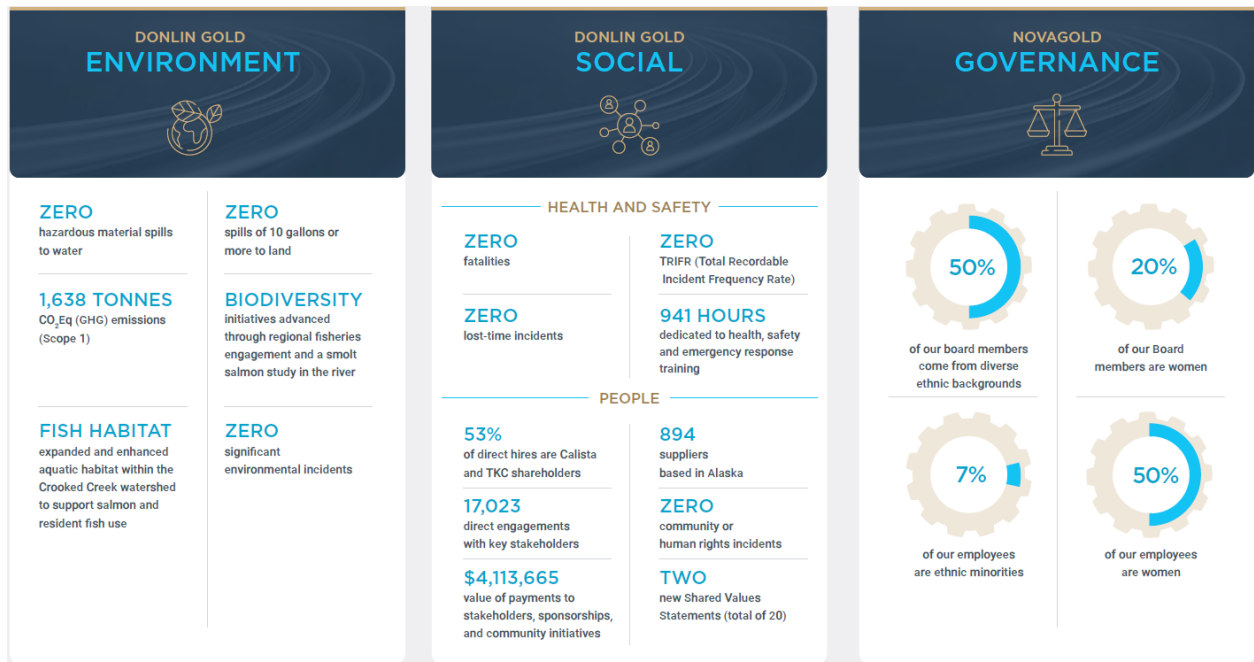 DONLIN GOLD
ENVIRONMENT
ZERO
hazardous material spills
to water
ZERO
spills of 10 gallons or
more to land
1,638 TONNES
CO₂Eq (GHG) emissions
(Scope 1)
BIODIVERSITY
initiatives advanced
through regional fisheries
engagement and a smolt
salmon study in the river
FISH HABITAT
expanded and enhanced
aquatic habitat within the
Crooked Creek watershed
to support salmon and
resident fish use
ZERO
significant
environmental incidents
DONLIN GOLD
SOCIAL
HEALTH AND SAFETY
ZERO
fatalities
ZERO
TRIFR (Total Recordable
Incident Frequency Rate)
ZERO
lost-time incidents
941 HOURS
dedicated to health, safety
and emergency response
training
PEOPLE
53%
of direct hires are Calista
and TKC shareholders
894
suppliers
based in Alaska
17,023
direct engagements
with key stakeholders
ZERO
community or
human rights incidents
$4,113,665
value of payments to
stakeholders, sponsorships,
and community initiatives
TWO
new Shared Values
Statements (total of 20)
NOVAGOLD
GOVERNANCE
50%
of our board members
come from diverse
ethnic backgrounds
20%
of our Board
members are women
7%
of our employees
are ethnic minorities
50%
of our employees
are women